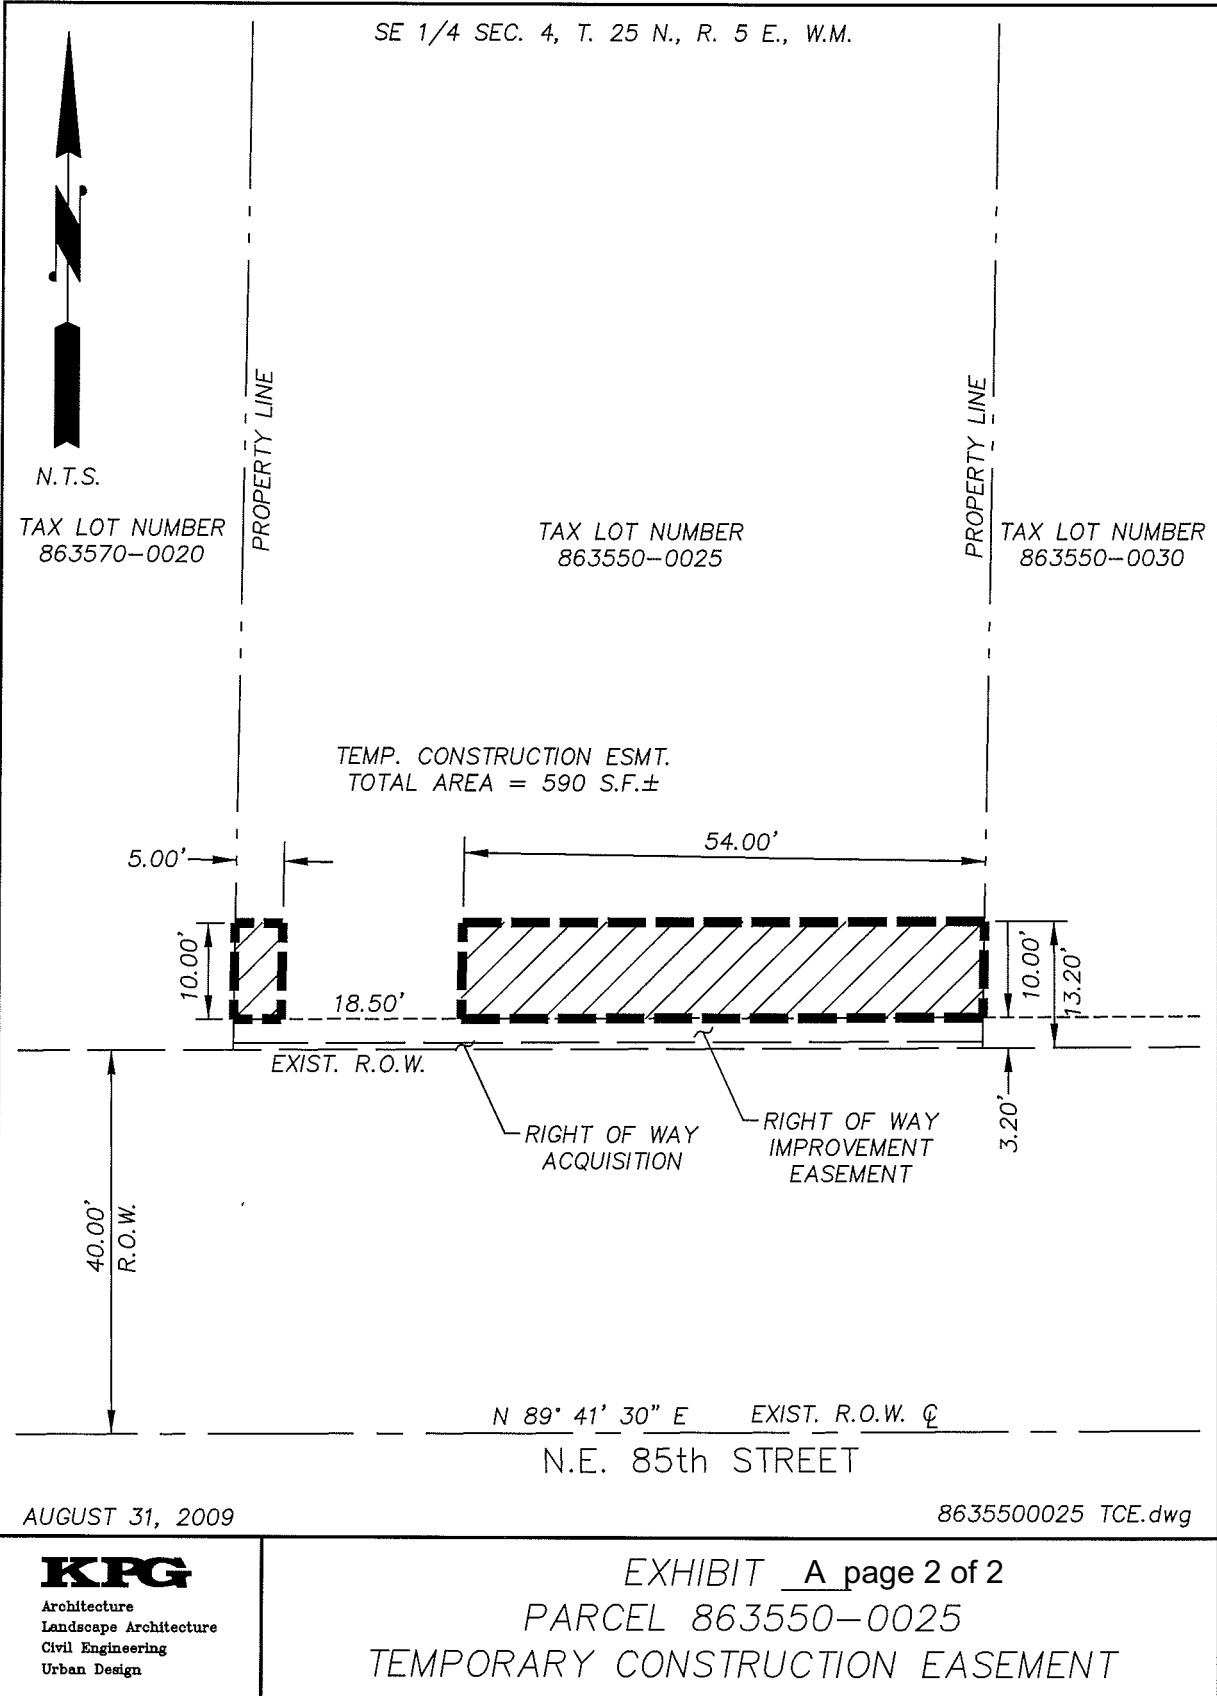 SE 1/4 SEC. 4, T. 25 N., R. 5 E., W.M.
N
N.T.S.
PROPERTY LINE
PROPERTY LINE
TAX LOT NUMBER
863570-0020
TAX LOT NUMBER
863550-0025
TAX LOT NUMBER
863550-0030
TEMP. CONSTRUCTION ESMT.
TOTAL AREA = 590 S.F.±
5.00'
54.00'
10.00'
18.50'
10.00'
13.20'
EXIST. R.O.W.
3.20'
RIGHT OF WAY
ACQUISITION
RIGHT OF WAY
IMPROVEMENT
EASEMENT
40.00'
R.O.W.
N 89° 41' 30" E EXIST. R.O.W. ℄
N.E. 85th STREET
AUGUST 31, 2009
8635500025 TCE.dwg
KPG
Architecture
Landscape Architecture
Civil Engineering
Urban Design
EXHIBIT A page 2 of 2
PARCEL 863550-0025
TEMPORARY CONSTRUCTION EASEMENT